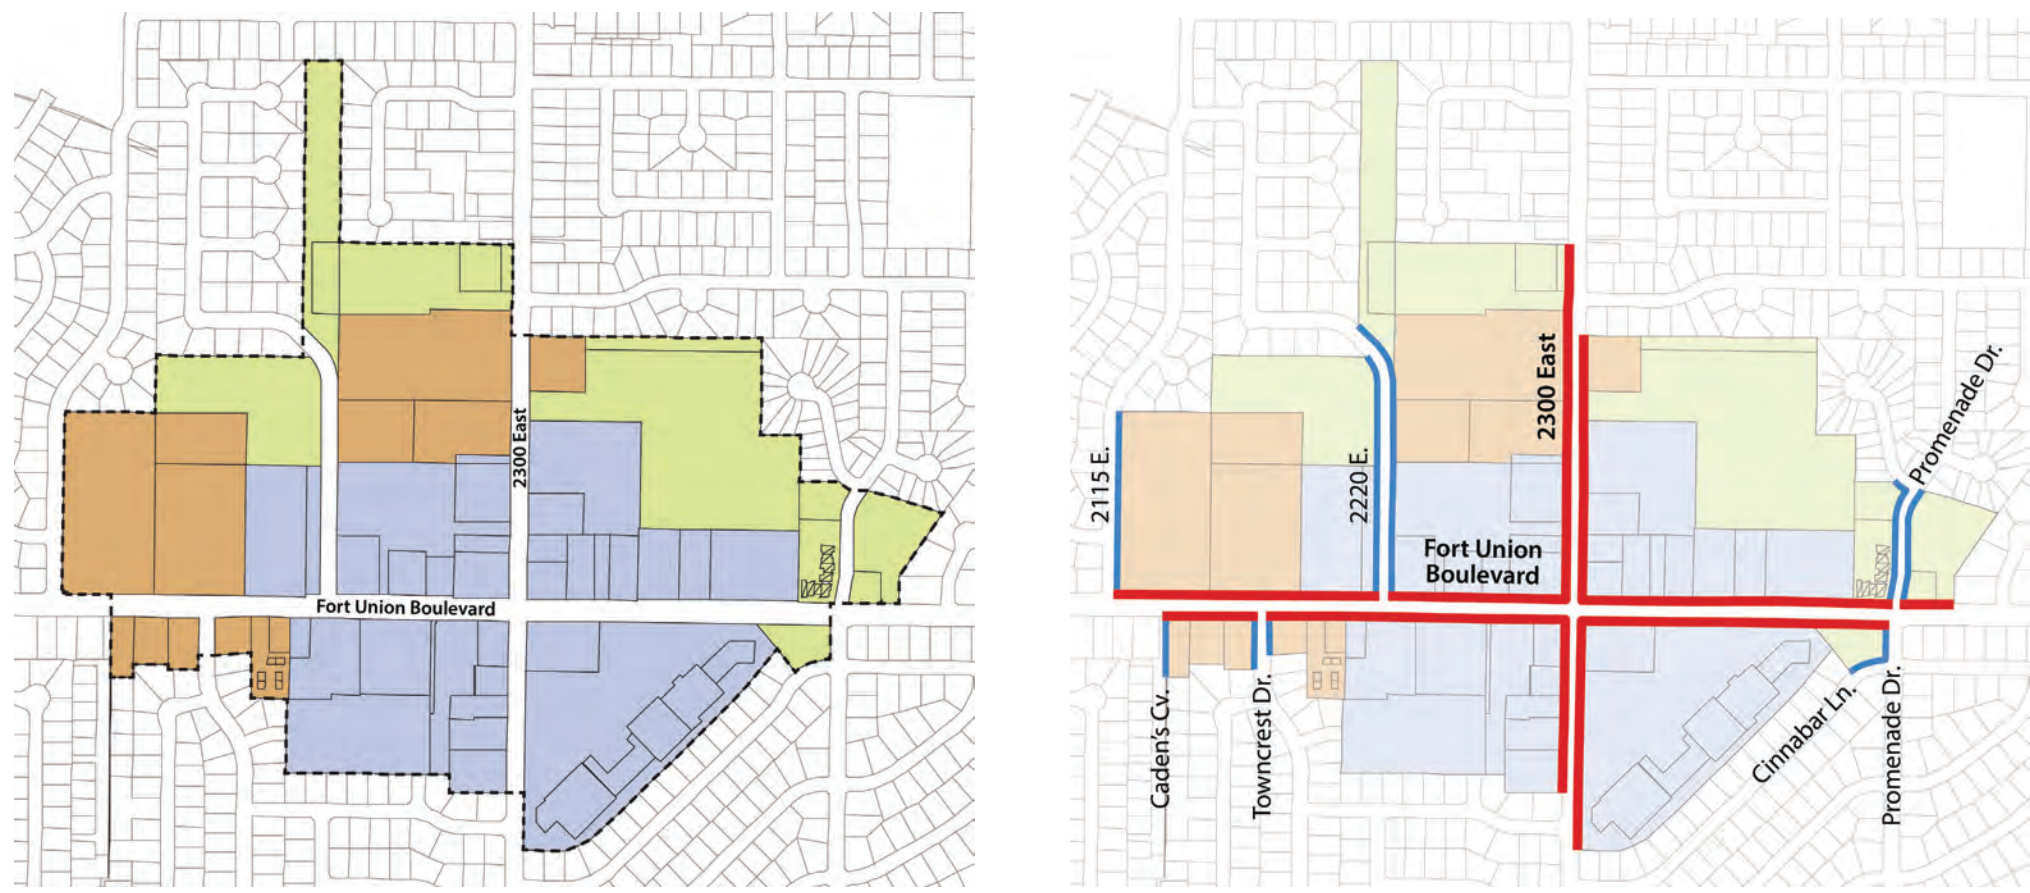 2300 East
Fort Union Boulevard
2115 E.
2220 E.
2300 East
Fort Union
Boulevard
Promenade Dr.
Caden's Cv.
Towncrest Dr.
Cinnabar Ln.
Promenade Dr.